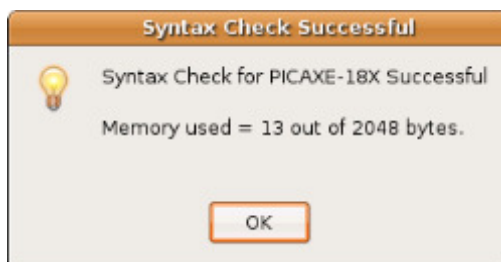 Syntax Check Successful
Syntax Check for PICAXE-18X Successful
Memory used = 13 out of 2048 bytes.
OK